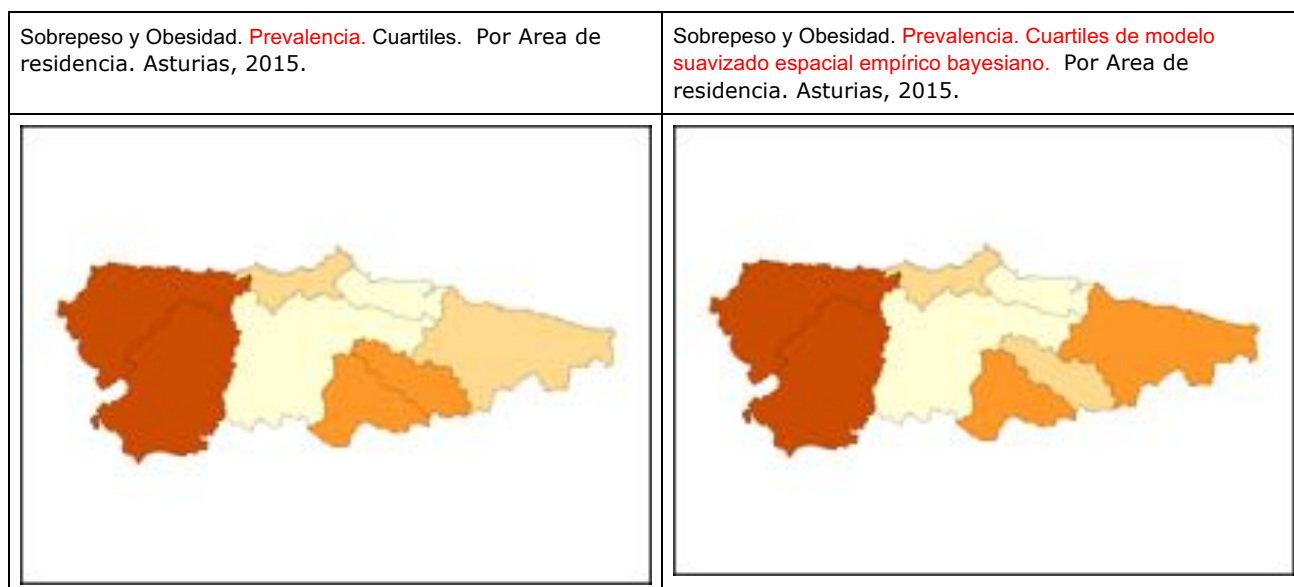 Sobrepeso y Obesidad. Prevalencia. Cuartiles. Por Area de
residencia. Asturias, 2015.
Sobrepeso y Obesidad. Prevalencia. Cuartiles de modelo
suavizado espacial empírico bayesiano. Por Area de
residencia. Asturias, 2015.